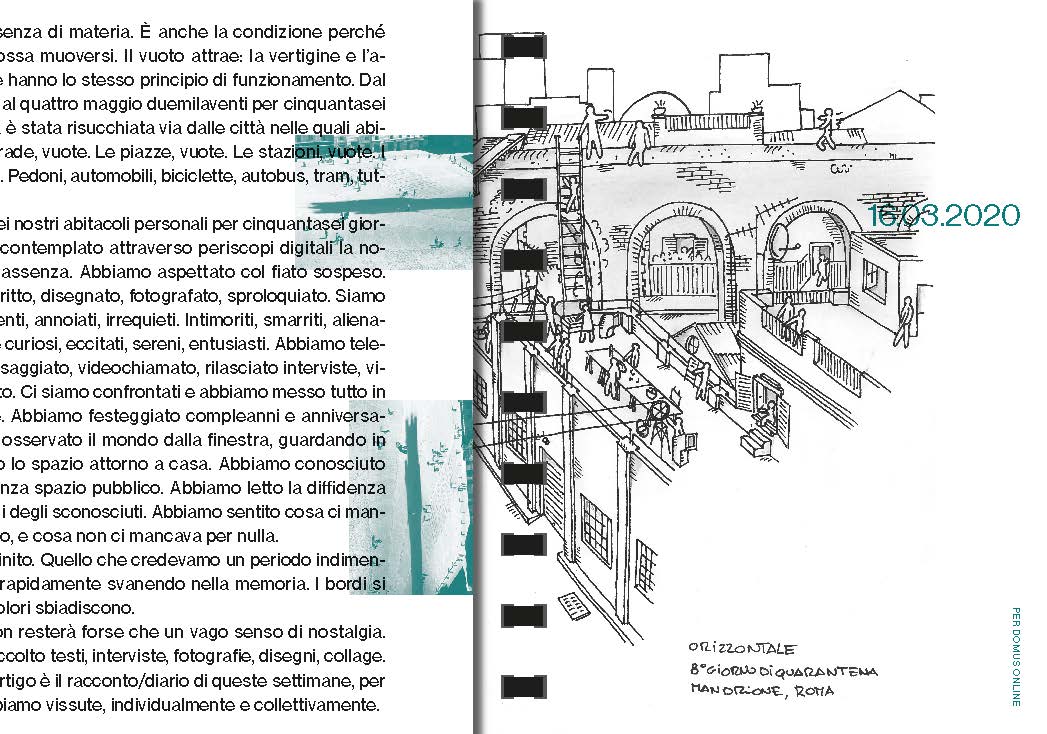 senza di materia. È anche la condizione perché
ossa muoversi. Il vuoto attrae: la vertigine e l'a-
e hanno lo stesso principio di funzionamento. Dal
al quattro maggio duemilaventi per cinquantasei
è stata risucchiata via dalle città nelle quali abi-
rade, vuote. Le piazze, vuote. Le stazioni, vuote. I
. Pedoni, automobili, biciclette, autobus, tram, tut-
ei nostri abitacoli personali per cinquantasei gior-
contemplato attraverso periscopi digitali la no-
assenza. Abbiamo aspettato col fiato sospeso.
ritto, disegnato, fotografato, sproloquiato. Siamo
enti, annoiati, irrequieti. Intimoriti, smarriti, aliena-
e curiosi, eccitati, sereni, entusiasti. Abbiamo tele-
saggiato, videochiamato, rilasciato interviste, vi-
to. Ci siamo confrontati e abbiamo messo tutto in
e. Abbiamo festeggiato compleanni e anniversa-
osservato il mondo dalla finestra, guardando in
o lo spazio attorno a casa. Abbiamo conosciuto
nza spazio pubblico. Abbiamo letto la diffidenza
i degli sconosciuti. Abbiamo sentito cosa ci man-
o, e cosa non ci mancava per nulla.
inito. Quello che credevamo un periodo indimen-
rapidamente svanendo nella memoria. I bordi si
olori sbiadiscono.
on resterà forse che un vago senso di nostalgia.
ccolto testi, interviste, fotografie, disegni, collage.
rtigo è il racconto/diario di queste settimane, per
biamo vissute, individualmente e collettivamente.
16.03.2020
ORIZZONTALE
8° GIORNO DI QUARANTENA
MANDRIONE, ROMA
PER DOMUS ONLINE